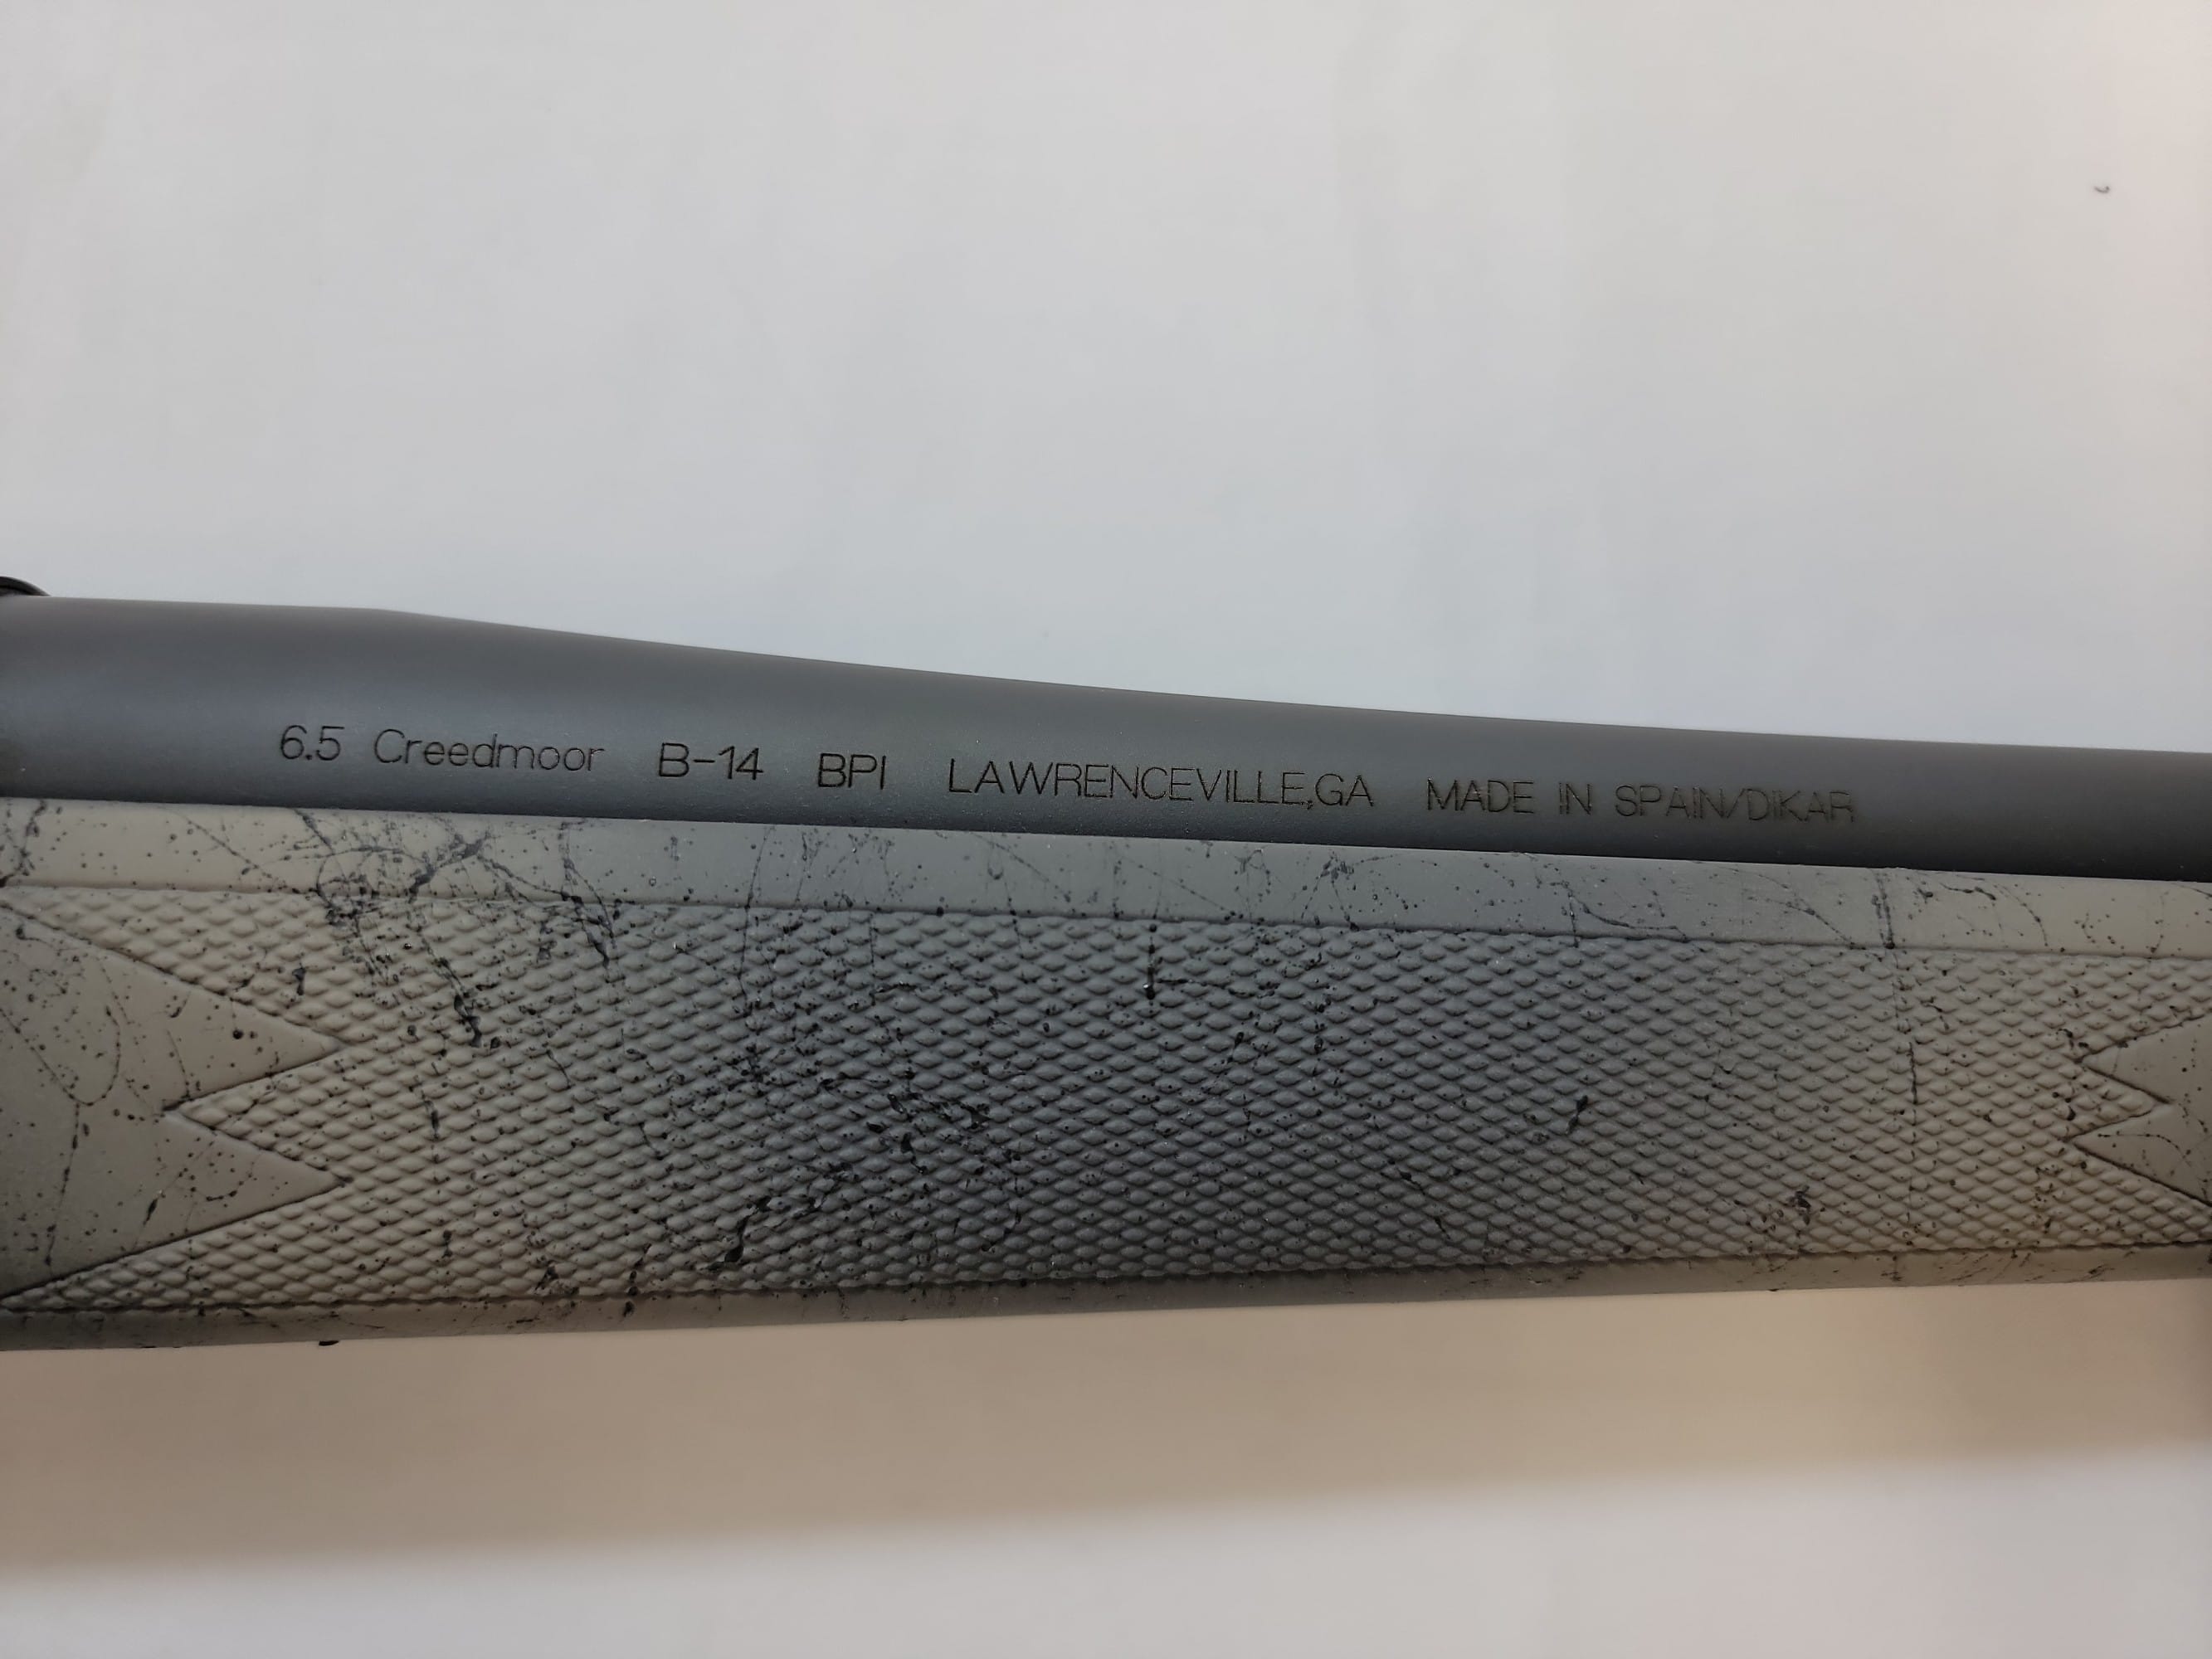 6.5 Creedmoor B-14 BPI LAWRENCEVILLE,GA MADE IN SPAIN/DIKAR